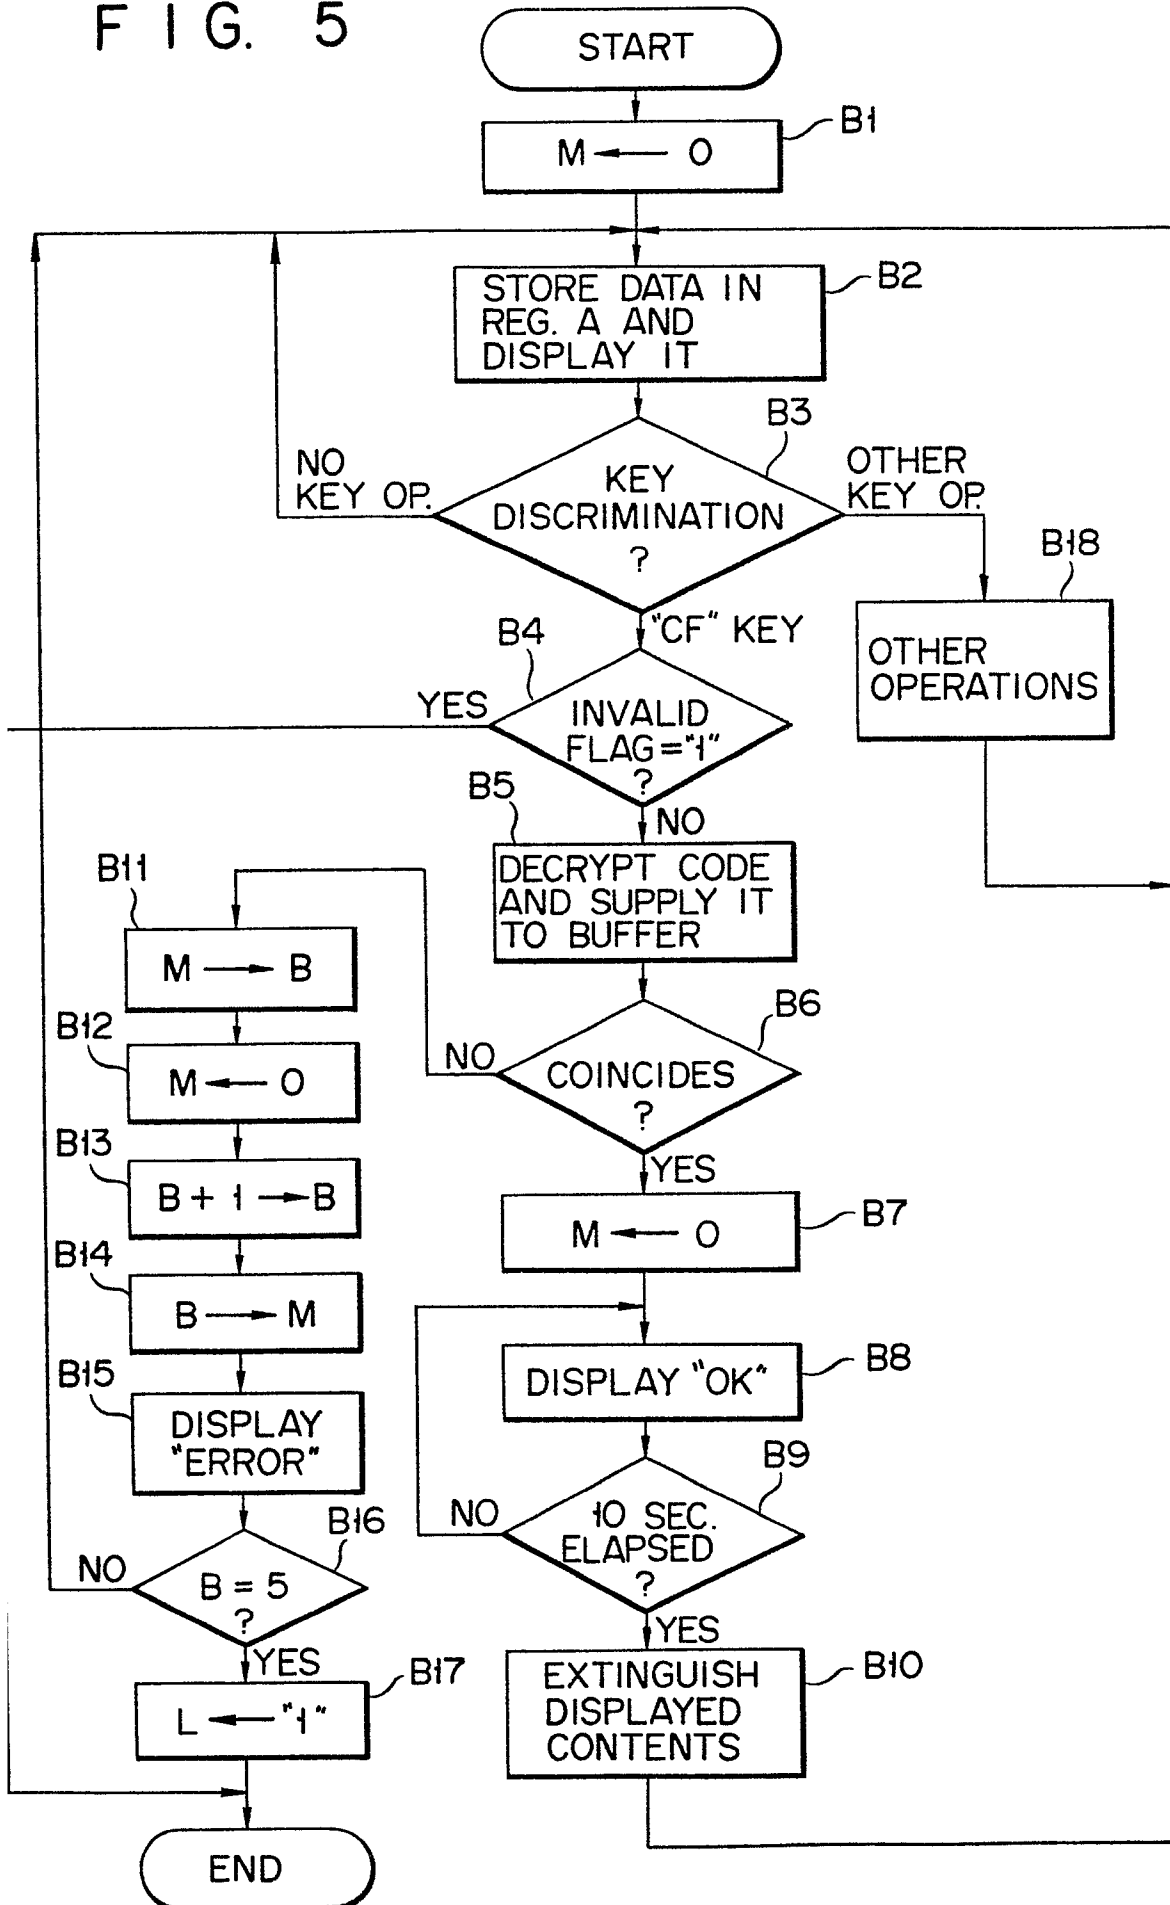 FIG. 5
START
B1
M ← 0
B2
STORE DATA IN
REG. A AND
DISPLAY IT
B3
NO
KEY OP.
KEY
DISCRIMINATION
?
OTHER
KEY OP.
B18
"CF" KEY
OTHER
OPERATIONS
B4
YES
INVALID
FLAG="1"
?
NO
B5
DECRYPT CODE
AND SUPPLY IT
TO BUFFER
B6
NO
COINCIDES
?
YES
B7
M ← 0
B8
DISPLAY "OK"
B9
NO
10 SEC.
ELAPSED
?
YES
B10
EXTINGUISH
DISPLAYED
CONTENTS
B11
M → B
B12
M ← 0
B13
B + 1 → B
B14
B → M
B15
DISPLAY
"ERROR"
B16
NO
B = 5
?
YES
B17
L ← "1"
END